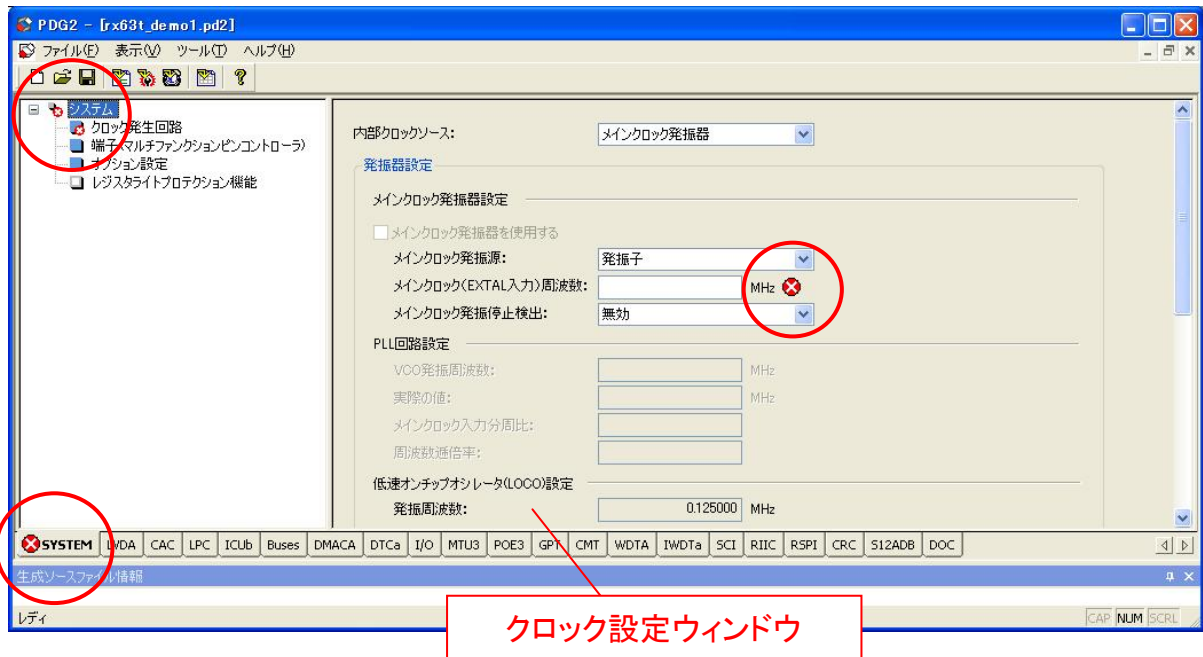 PDG2 - [rx63t_demo1.pd2]
ファイル(F) 表示(V) ツール(T) ヘルプ(H)
システム
クロック発生回路
端子(マルチファンクションピンコントローラ)
オプション設定
レジスタライトプロテクション機能
内部クロックソース: メインクロック発振器
発振器設定
メインクロック発振器設定
メインクロック発振器を使用する
メインクロック発振源: 発振子
メインクロック(EXTAL入力)周波数: MHz
メインクロック発振停止検出: 無効
PLL回路設定
VCO発振周波数: MHz
実際の値: MHz
メインクロック入力分周比:
周波数逓倍率:
低速オンチップオシレータ(LOCO)設定
発振周波数: 0.125000 MHz
SYSTEM LVDA CAC LPC ICUb Buses DMACA DTCa I/O MTU3 POE3 GPT CMT WDTA IWDTa SCI RIIC RSPI CRC S12ADB DOC
生成ソースファイル情報
クロック設定ウィンドウ
レディ CAP NUM SCRL